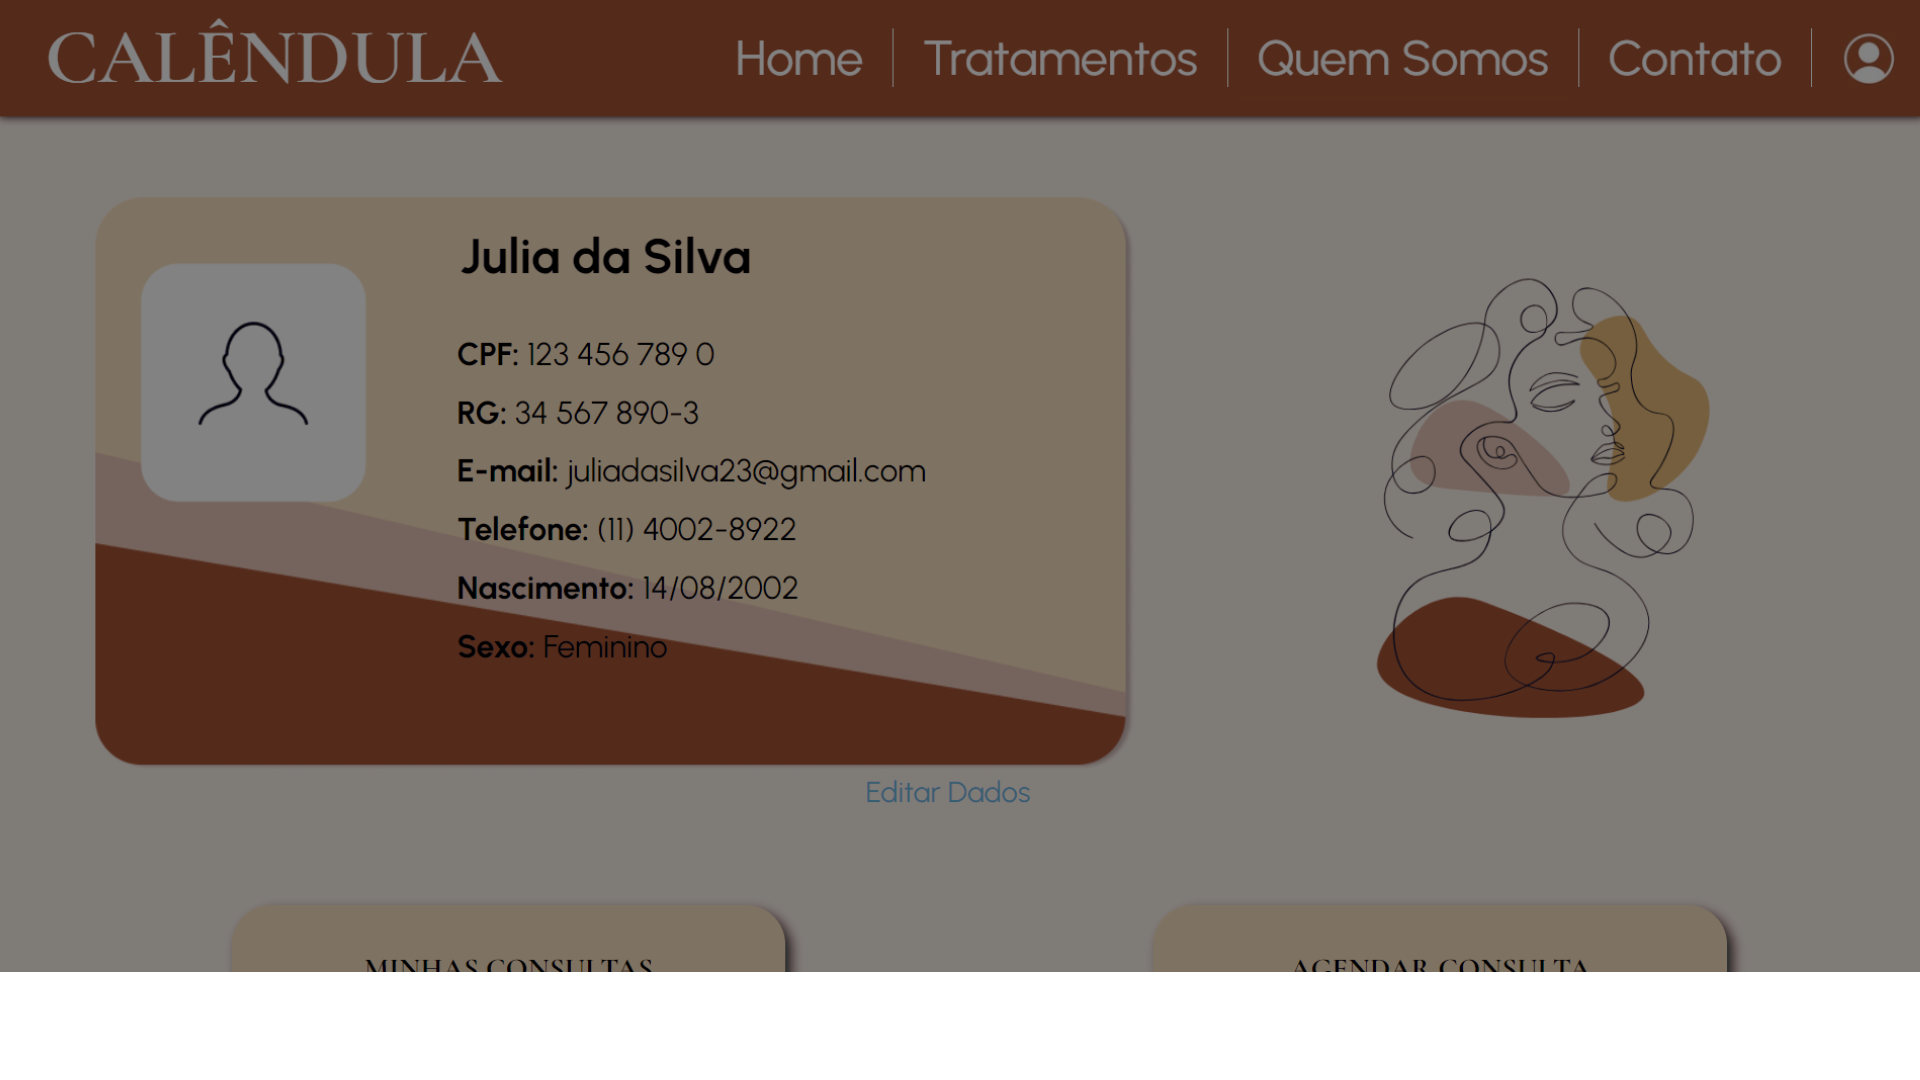 CALÊNDULA
Home Tratamentos Quem Somos Contato
Julia da Silva
CPF: 123 456 789 0
RG: 34 567 890-3
E-mail: juliadasilva23@gmail.com
Telefone: (11) 4002-8922
Nascimento: 14/08/2002
Sexo: Feminino
Editar Dados
MINHAS CONSULTAS
AGENDAR CONSULTA